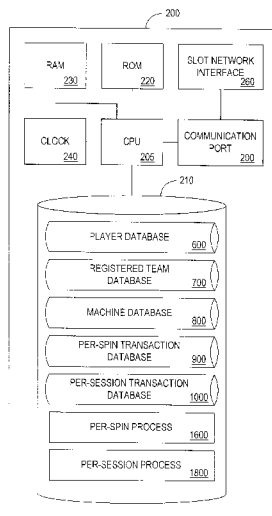 200
RAM
230
ROM
220
SLOT NETWORK
INTERFACE
260
CLOCK
240
CPU
205
COMMUNICATION
PORT
200
210
PLAYER DATABASE
600
REGISTERED TEAM
DATABASE
700
MACHINE DATABASE
800
PER-SPIN TRANSACTION
DATABASE
900
PER-SESSION TRANSACTION
DATABASE
1000
PER-SPIN PROCESS
1600
PER-SESSION PROCESS
1800